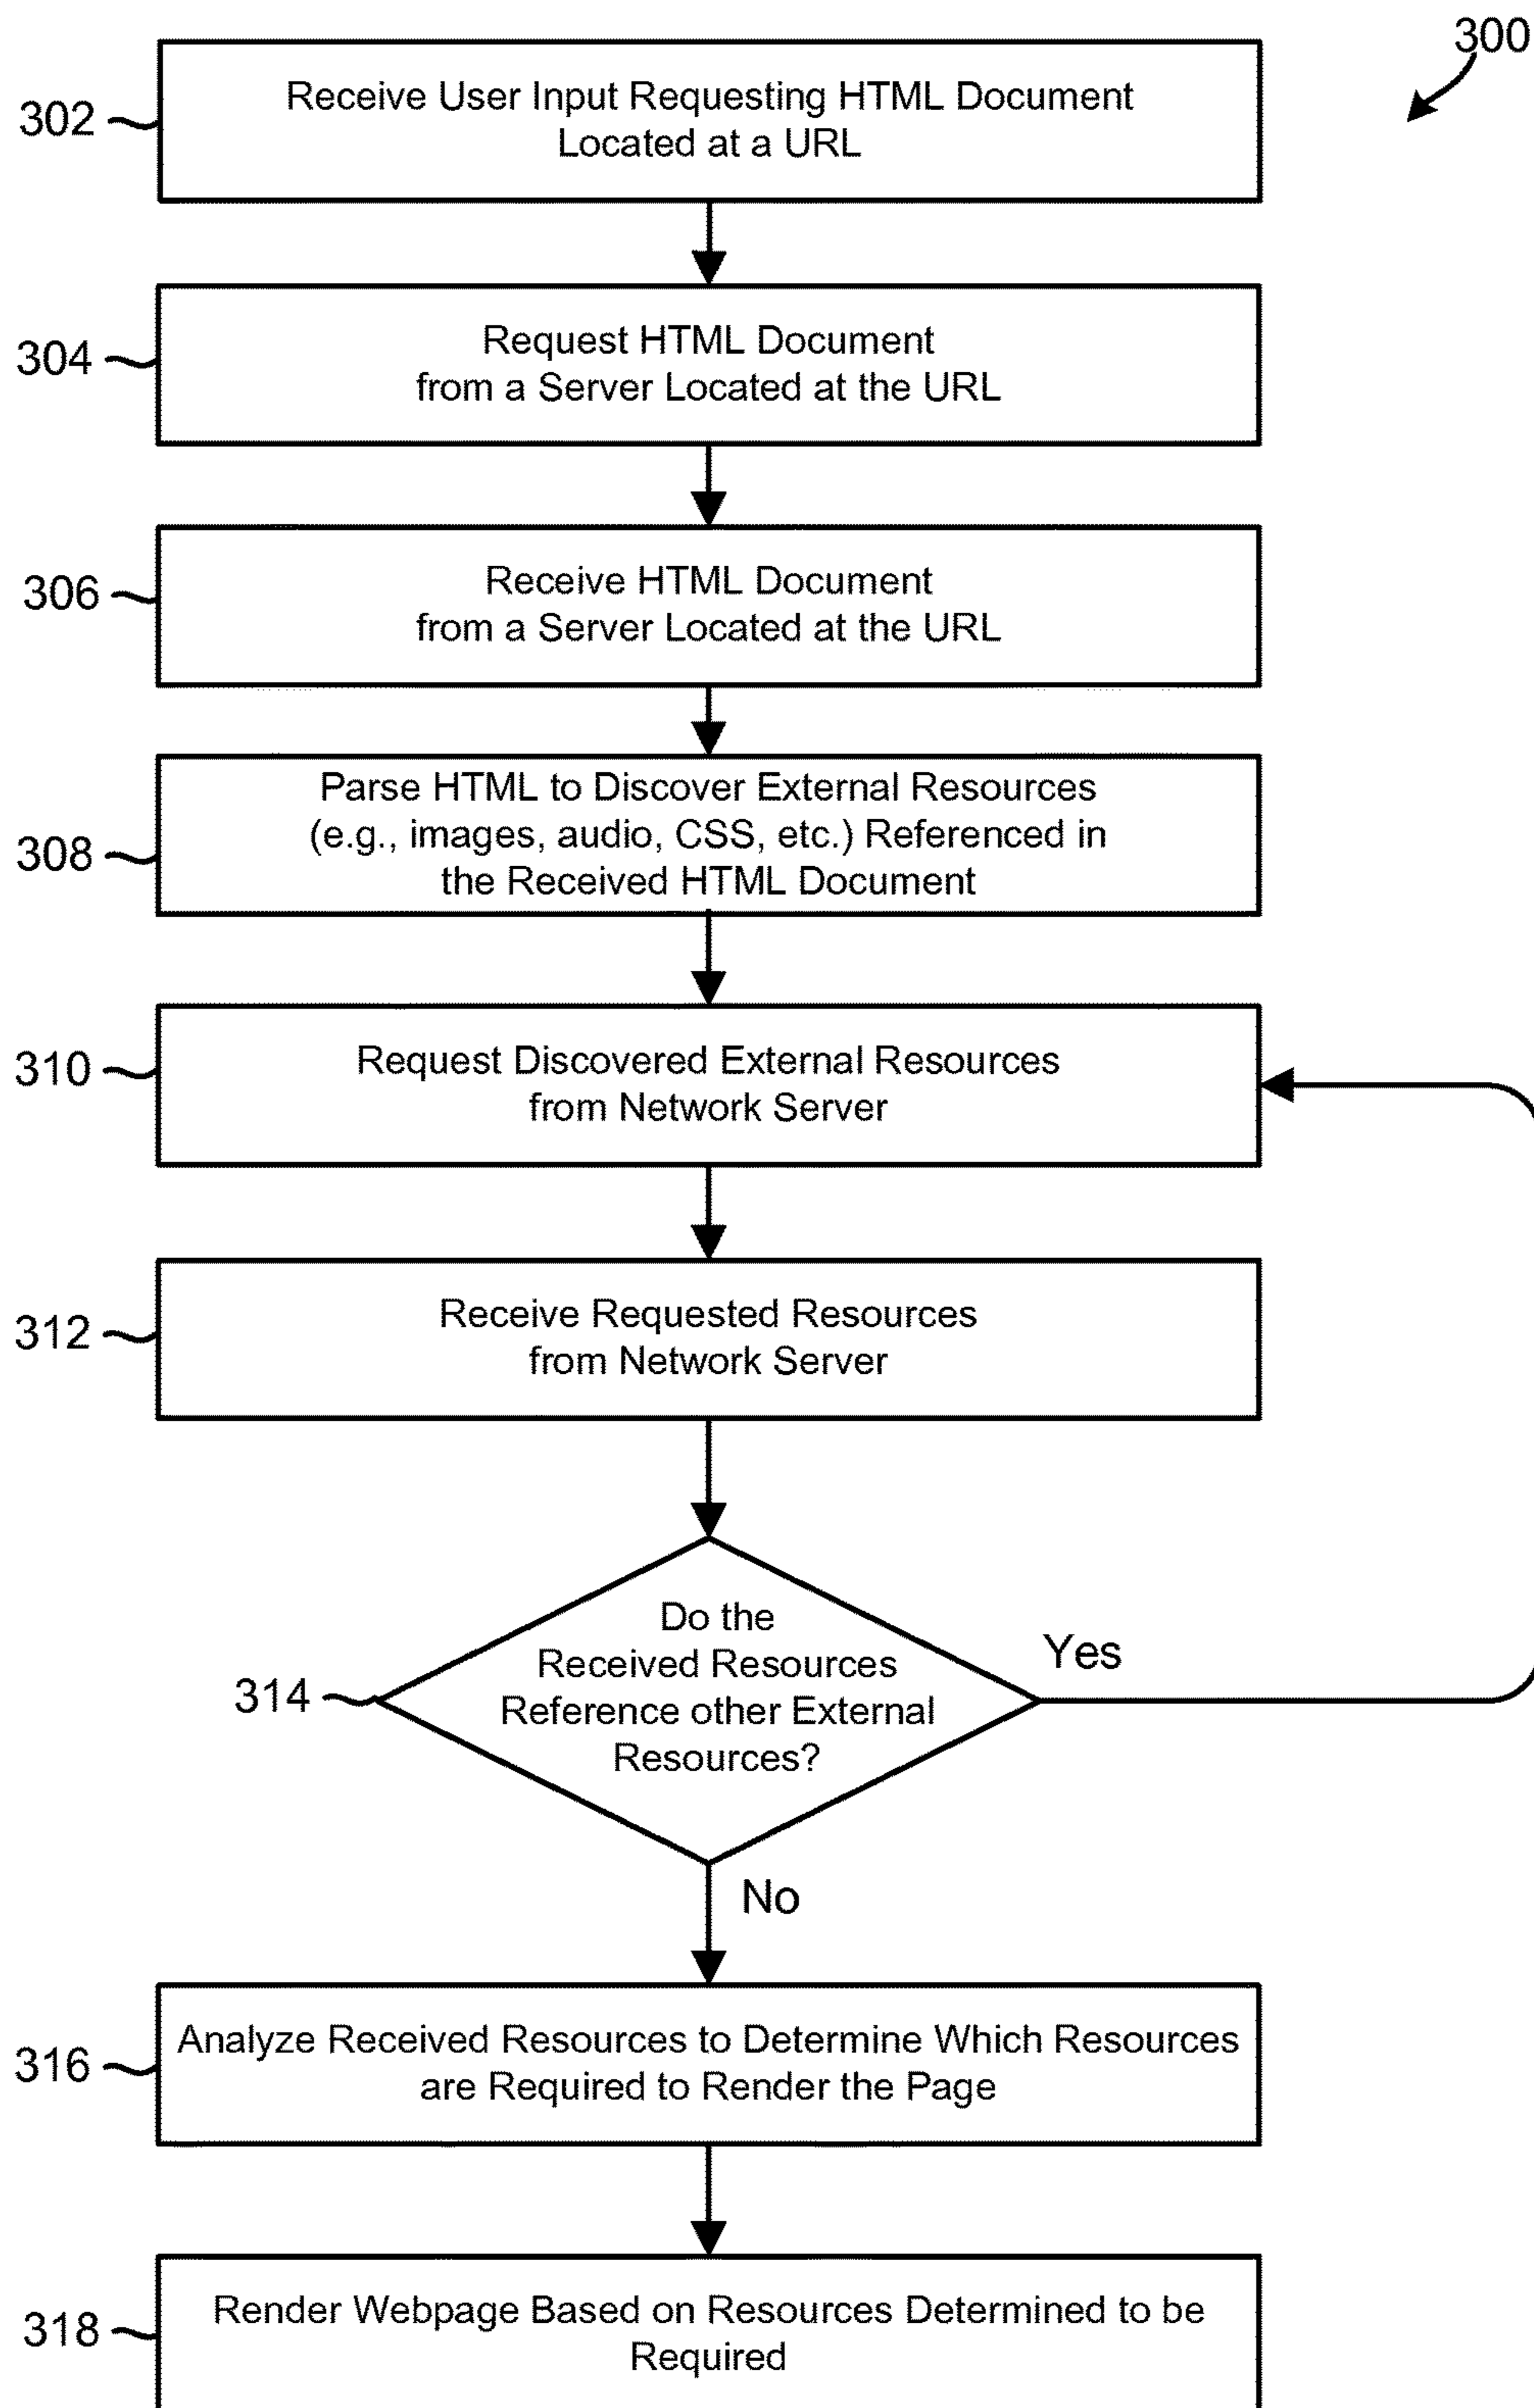 300
302
Receive User Input Requesting HTML Document
Located at a URL
304
Request HTML Document
from a Server Located at the URL
306
Receive HTML Document
from a Server Located at the URL
308
Parse HTML to Discover External Resources
(e.g., images, audio, CSS, etc.) Referenced in
the Received HTML Document
310
Request Discovered External Resources
from Network Server
312
Receive Requested Resources
from Network Server
314
Do the
Received Resources
Reference other External
Resources?
Yes
No
316
Analyze Received Resources to Determine Which Resources
are Required to Render the Page
318
Render Webpage Based on Resources Determined to be
Required